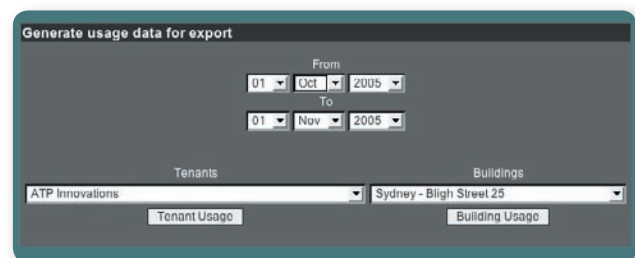 Generate usage data for export
From
01 Oct 2005
To
01 Nov 2005
Tenants Buildings
ATP Innovations Sydney - Bligh Street 25
Tenant Usage Building Usage